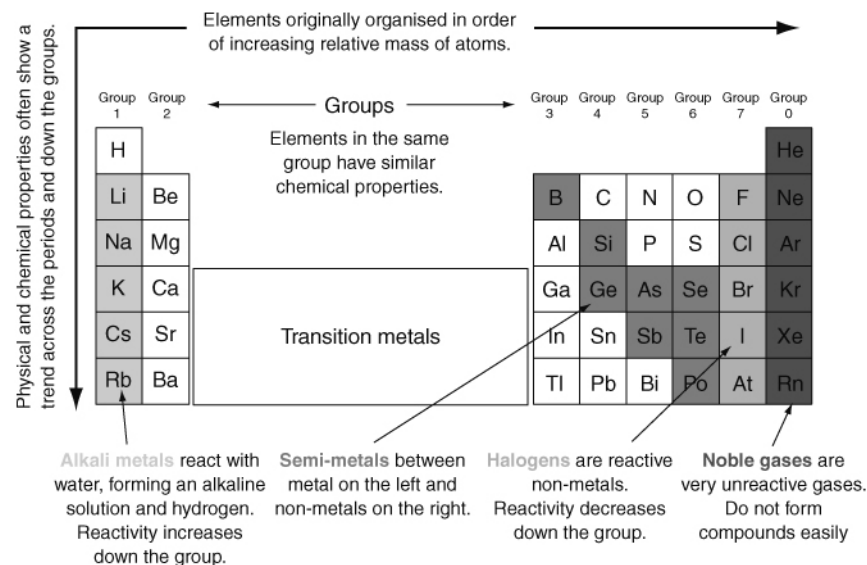 Elements originally organised in order
of increasing relative mass of atoms.
Physical and chemical properties often show a
trend across the periods and down the groups.
Group 1
Group 2
Groups
Elements in the same
group have similar
chemical properties.
Group 3
Group 4
Group 5
Group 6
Group 7
Group 0
H He
Li Be B C N O F Ne
Na Mg Al Si P S Cl Ar
K Ca Ga Ge As Se Br Kr
Transition metals
Cs Sr In Sn Sb Te I Xe
Rb Ba Tl Pb Bi Po At Rn
Alkali metals react with
water, forming an alkaline
solution and hydrogen.
Reactivity increases
down the group.
Semi-metals between
metal on the left and
non-metals on the right.
Halogens are reactive
non-metals.
Reactivity decreases
down the group.
Noble gases are
very unreactive gases.
Do not form
compounds easily